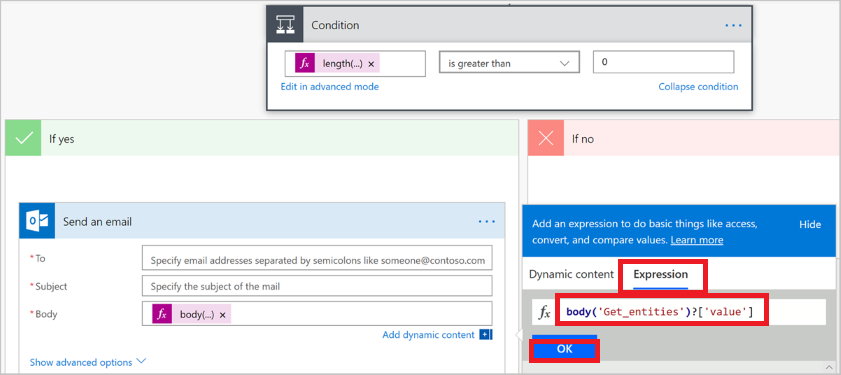 Condition
...
fx length(...) ×
is greater than
0
Edit in advanced mode
Collapse condition
If yes
If no
Send an email
...
* To
Specify email addresses separated by semicolons like someone@contoso.com
* Subject
Specify the subject of the mail
* Body
fx body(...) ×
Add dynamic content
Show advanced options
Add an expression to do basic things like access,
convert, and compare values. Learn more
Hide
Dynamic content
Expression
fx body('Get_entities')?['value']
OK